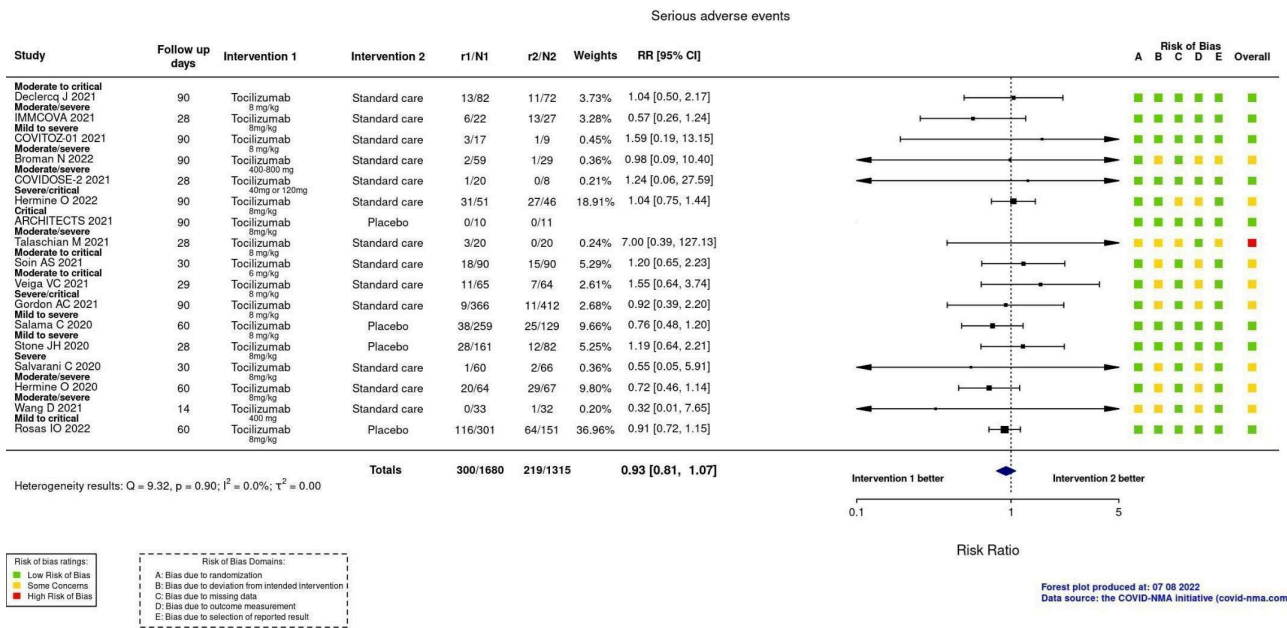 Serious adverse events
Risk of Bias
Study Follow up days Intervention 1 Intervention 2 r1/N1 r2/N2 Weights RR [95% CI] A B C D E Overall
Moderate to critical
Declercq J 2021 90 Tocilizumab Standard care 13/82 11/72 3.73% 1.04 [0.50, 2.17]
Moderate/severe 8 mg/kg
IMMCOVA 2021 28 Tocilizumab Standard care 6/22 13/27 3.28% 0.57 [0.26, 1.24]
Mild to severe 8mg/kg
COVITOZ-01 2021 90 Tocilizumab Standard care 3/17 1/9 0.45% 1.59 [0.19, 13.15]
Moderate/severe 8 mg/kg
Broman N 2022 90 Tocilizumab Standard care 2/59 1/29 0.36% 0.98 [0.09, 10.40]
Moderate/severe 400-800 mg
COVIDOSE-2 2021 28 Tocilizumab Standard care 1/20 0/8 0.21% 1.24 [0.06, 27.59]
Severe/critical 40mg or 120mg
Hermine O 2022 90 Tocilizumab Standard care 31/51 27/46 18.91% 1.04 [0.75, 1.44]
Critical 8mg/kg
ARCHITECTS 2021 90 Tocilizumab Placebo 0/10 0/11
Moderate/severe 8mg/kg
Talaschian M 2021 28 Tocilizumab Standard care 3/20 0/20 0.24% 7.00 [0.39, 127.13]
Moderate to critical 8 mg/kg
Soin AS 2021 30 Tocilizumab Standard care 18/90 15/90 5.29% 1.20 [0.65, 2.23]
Moderate to critical 6 mg/kg
Veiga VC 2021 29 Tocilizumab Standard care 11/65 7/64 2.61% 1.55 [0.64, 3.74]
Severe/critical 8 mg/kg
Gordon AC 2021 90 Tocilizumab Standard care 9/366 11/412 2.68% 0.92 [0.39, 2.20]
Mild to severe 8 mg/kg
Salama C 2020 60 Tocilizumab Placebo 38/259 25/129 9.66% 0.76 [0.48, 1.20]
Mild to severe 8 mg/kg
Stone JH 2020 28 Tocilizumab Placebo 28/161 12/82 5.25% 1.19 [0.64, 2.21]
Severe 8mg/kg
Salvarani C 2020 30 Tocilizumab Standard care 1/60 2/66 0.36% 0.55 [0.05, 5.91]
Moderate/severe 8mg/kg
Hermine O 2020 60 Tocilizumab Standard care 20/64 29/67 9.80% 0.72 [0.46, 1.14]
Moderate/severe 8mg/kg
Wang D 2021 14 Tocilizumab Standard care 0/33 1/32 0.20% 0.32 [0.01, 7.65]
Mild to critical 400 mg
Rosas IO 2022 60 Tocilizumab Placebo 116/301 64/151 36.96% 0.91 [0.72, 1.15]
8mg/kg
Totals 300/1680 219/1315 0.93 [0.81, 1.07]
Heterogeneity results: Q = 9.32, p = 0.90; I² = 0.0%; τ² = 0.00
Intervention 1 better Intervention 2 better
0.1 1 5
Risk Ratio
Risk of bias ratings:
Low Risk of Bias
Some Concerns
High Risk of Bias
Risk of Bias Domains:
A: Bias due to randomization
B: Bias due to deviation from intended intervention
C: Bias due to missing data
D: Bias due to outcome measurement
E: Bias due to selection of reported result
Forest plot produced at: 07 08 2022
Data source: the COVID-NMA initiative (covid-nma.com